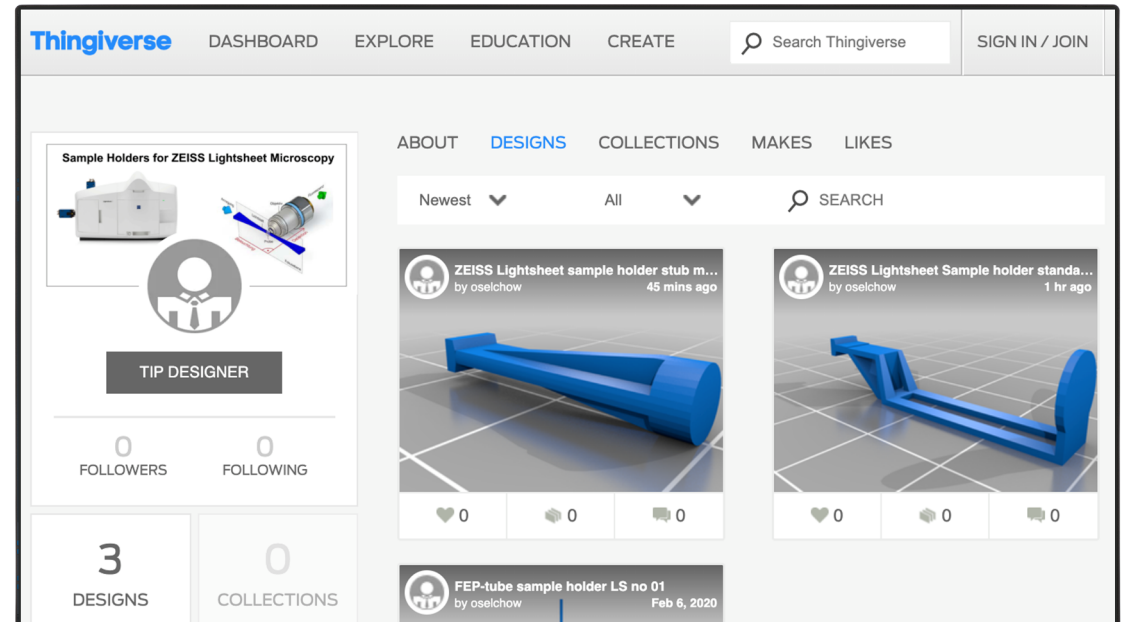 Thingiverse DASHBOARD EXPLORE EDUCATION CREATE Search Thingiverse SIGN IN / JOIN
Sample Holders for ZEISS Lightsheet Microscopy
TIP DESIGNER
0 0
FOLLOWERS FOLLOWING
3 0
DESIGNS COLLECTIONS
ABOUT DESIGNS COLLECTIONS MAKES LIKES
Newest All SEARCH
ZEISS Lightsheet sample holder stub m...
by oselchow 45 mins ago
0 0 0
ZEISS Lightsheet Sample holder standa...
by oselchow 1 hr ago
0 0 0
FEP-tube sample holder LS no 01
by oselchow Feb 6, 2020